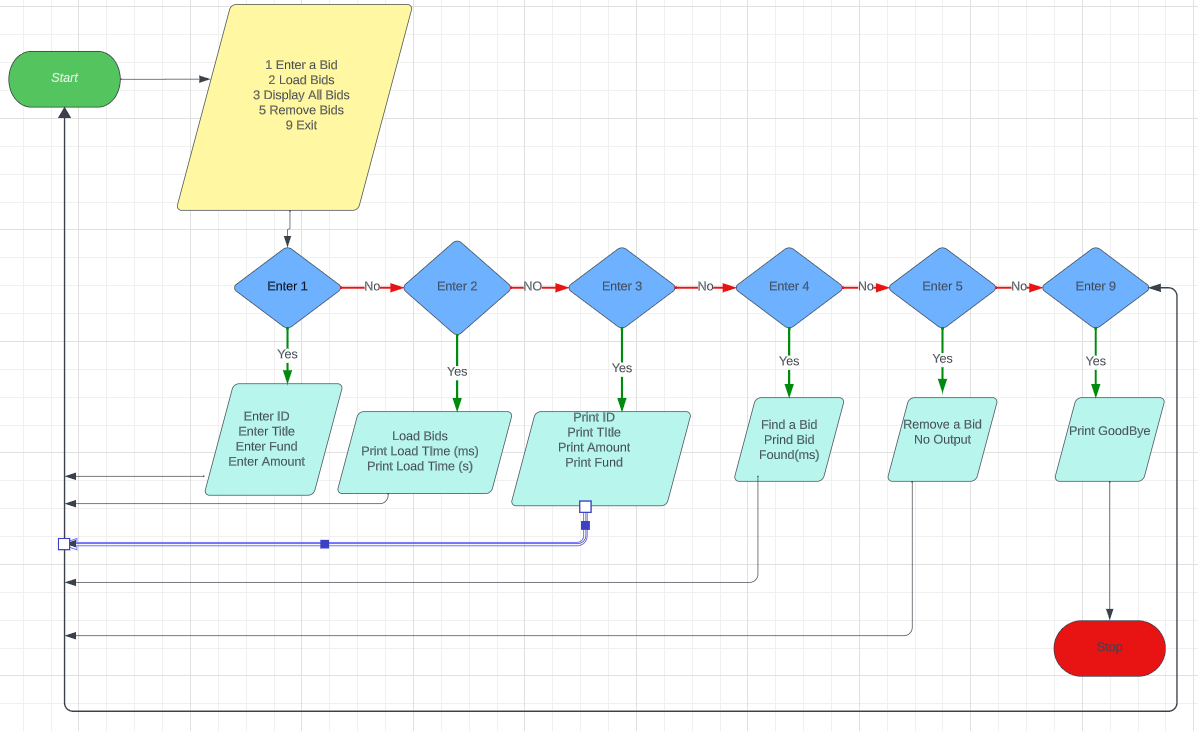 Start
1 Enter a Bid
2 Load Bids
3 Display All Bids
5 Remove Bids
9 Exit
Enter 1
No
Enter 2
NO
Enter 3
No
Enter 4
No
Enter 5
No
Enter 9
Yes
Yes
Yes
Yes
Yes
Yes
Enter ID
Enter Title
Enter Fund
Enter Amount
Load Bids
Print Load TIme (ms)
Print Load Time (s)
Print ID
Print TItle
Print Amount
Print Fund
Find a Bid
Prind Bid
Found(ms)
Remove a Bid
No Output
Print GoodBye
Stop